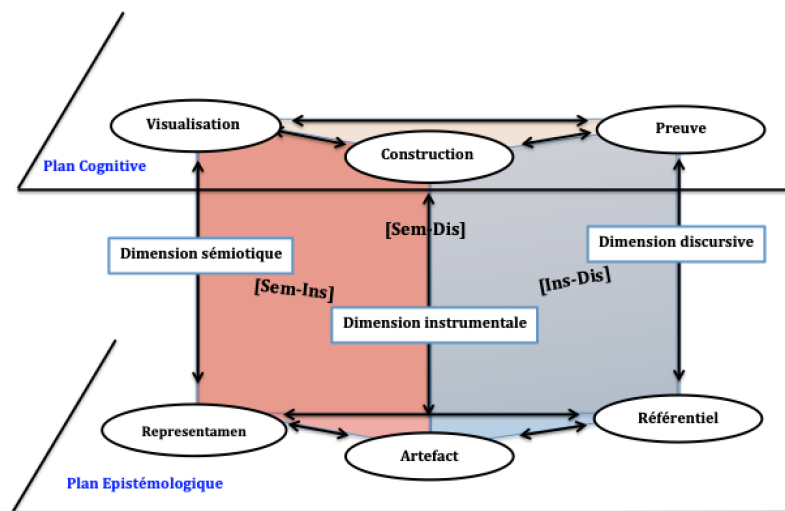 Visualisation
Preuve
Construction
Plan Cognitive
[Sem-Dis]
Dimension sémiotique
Dimension discursive
[Sem-Ins]
[Ins-Dis]
Dimension instrumentale
Representamen
Référentiel
Artefact
Plan Epistémologique